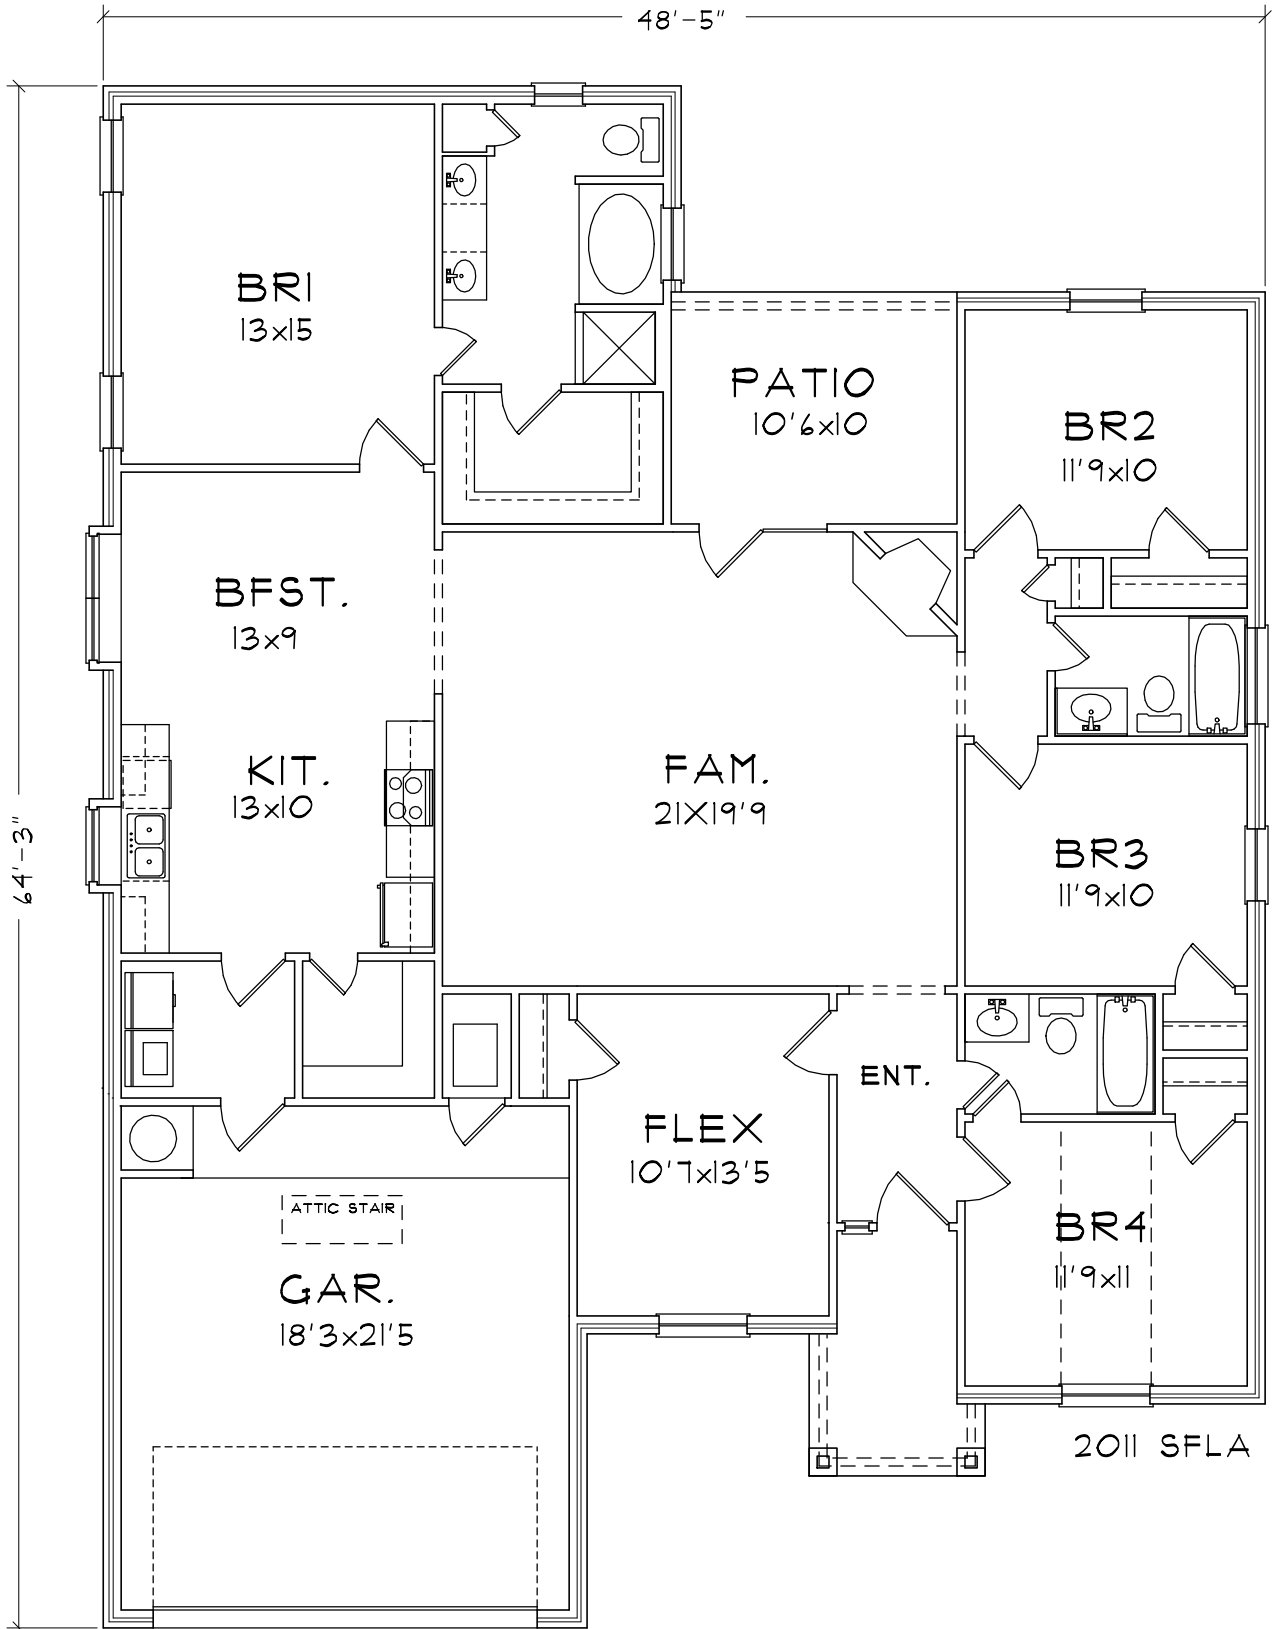 48'-5"
BR1
13x15
PATIO
10'6x10
BR2
11'9x10
BFST.
13x9
KIT.
13x10
FAM.
21X19'9
BR3
11'9x10
64'-3"
ENT.
FLEX
10'7x13'5
ATTIC STAIR
BR4
11'9x11
GAR.
18'3x21'5
2011 SFLA